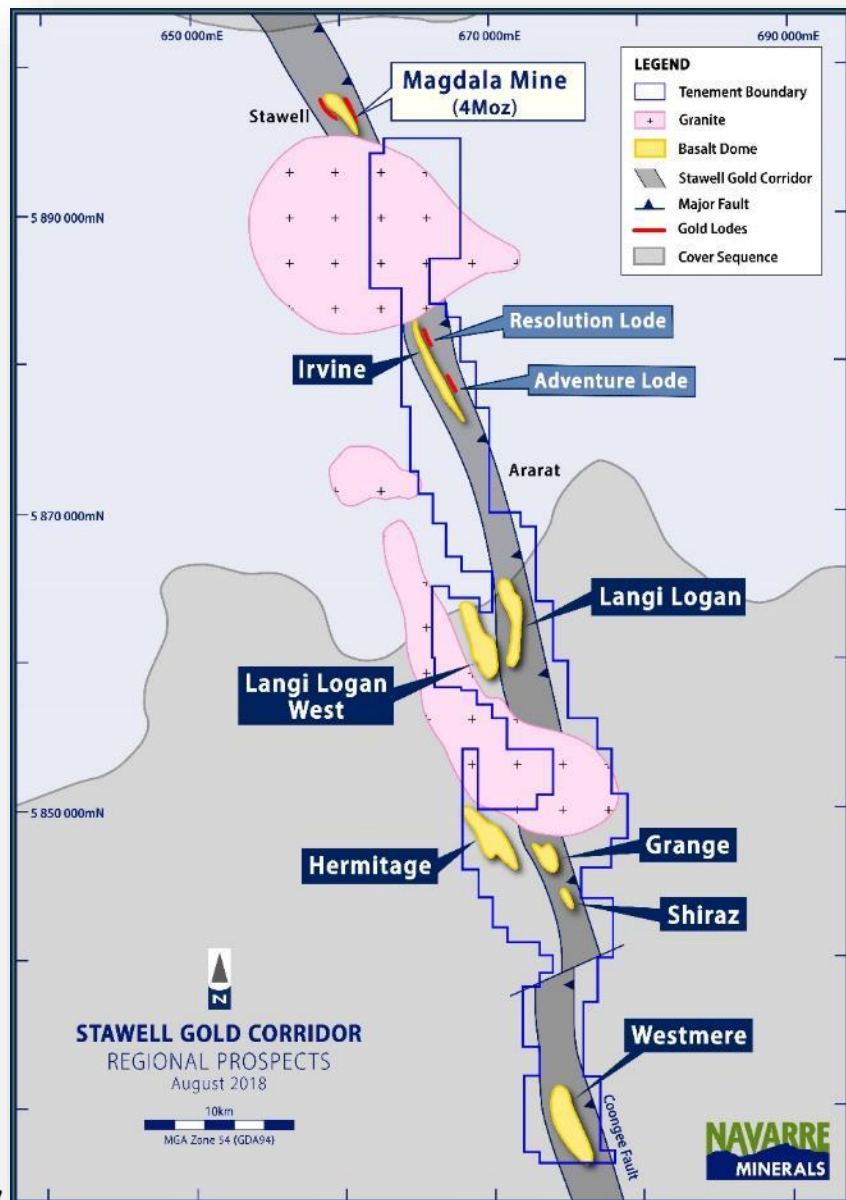 650 000mE
670 000mE
690 000mE
LEGEND
Tenement Boundary
Granite
Basalt Dome
Stawell Gold Corridor
Major Fault
Gold Lodes
Cover Sequence
Magdala Mine
(4Moz)
Stawell
5 890 000mN
Resolution Lode
Irvine
Adventure Lode
Ararat
5 870 000mN
Langi Logan
Langi Logan
West
5 850 000mN
Grange
Hermitage
Shiraz
N
STAWELL GOLD CORRIDOR
REGIONAL PROSPECTS
August 2018
10km
MGA Zone 54 (GDA94)
Westmere
Coongee Fault
NAVARRE
MINERALS